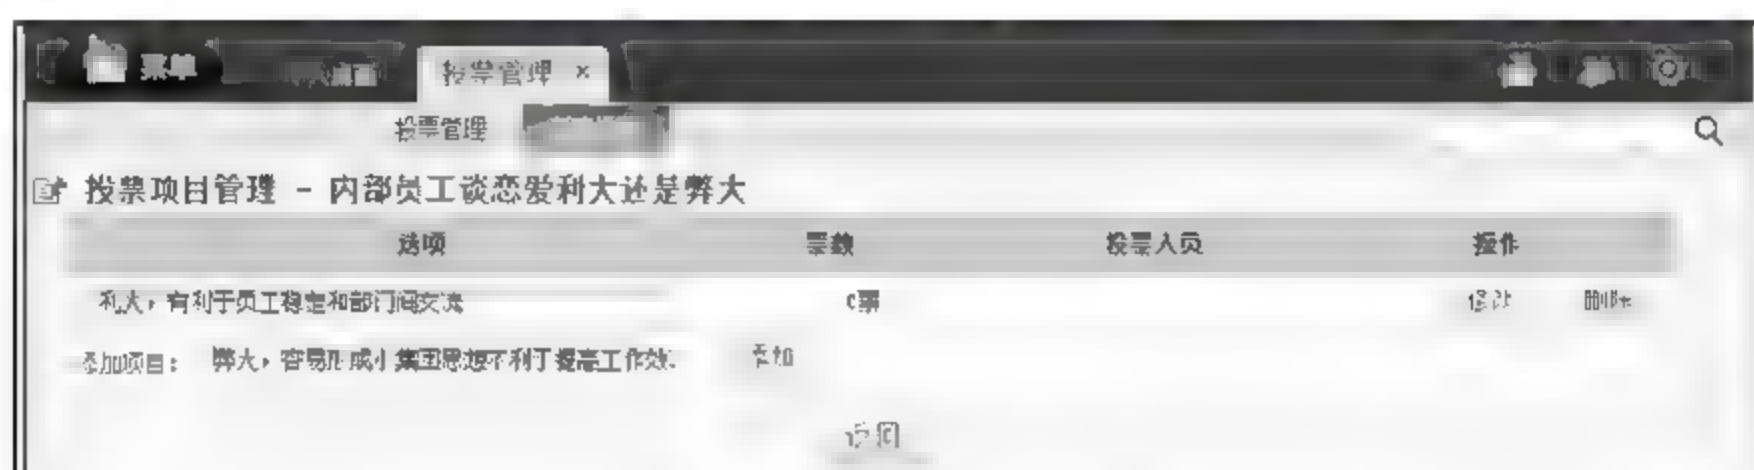 菜单 投票管理 ×
投票管理
投票项目管理 - 内部员工谈恋爱利大还是弊大
选项 票数 投票人员 操作
利大，有利于员工稳定和部门间交流 0票 修改 删除
添加项目： 弊大，容易形成小集团思想不利于提高工作效 添加
返回